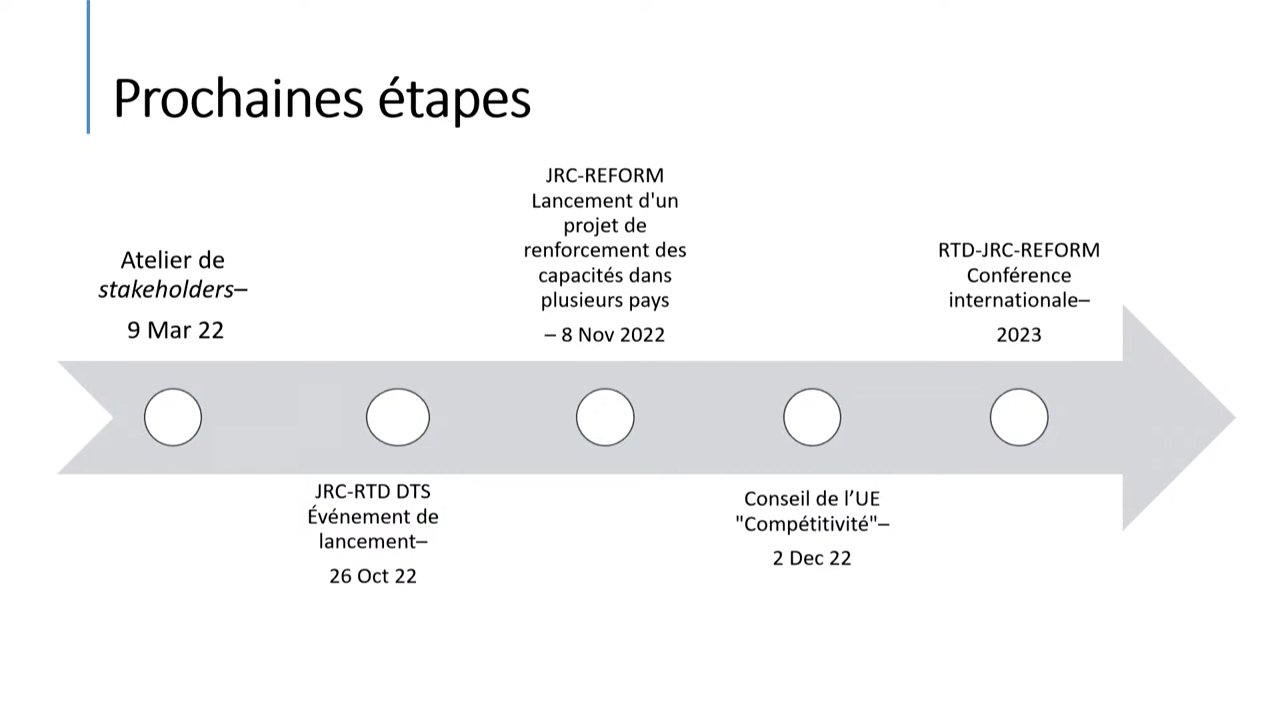 Prochaines étapes
Atelier de
stakeholders–
9 Mar 22
JRC-RTD DTS
Événement de
lancement–
26 Oct 22
JRC-REFORM
Lancement d'un
projet de
renforcement des
capacités dans
plusieurs pays
– 8 Nov 2022
Conseil de l’UE
"Compétitivité"–
2 Dec 22
RTD-JRC-REFORM
Conférence
internationale–
2023